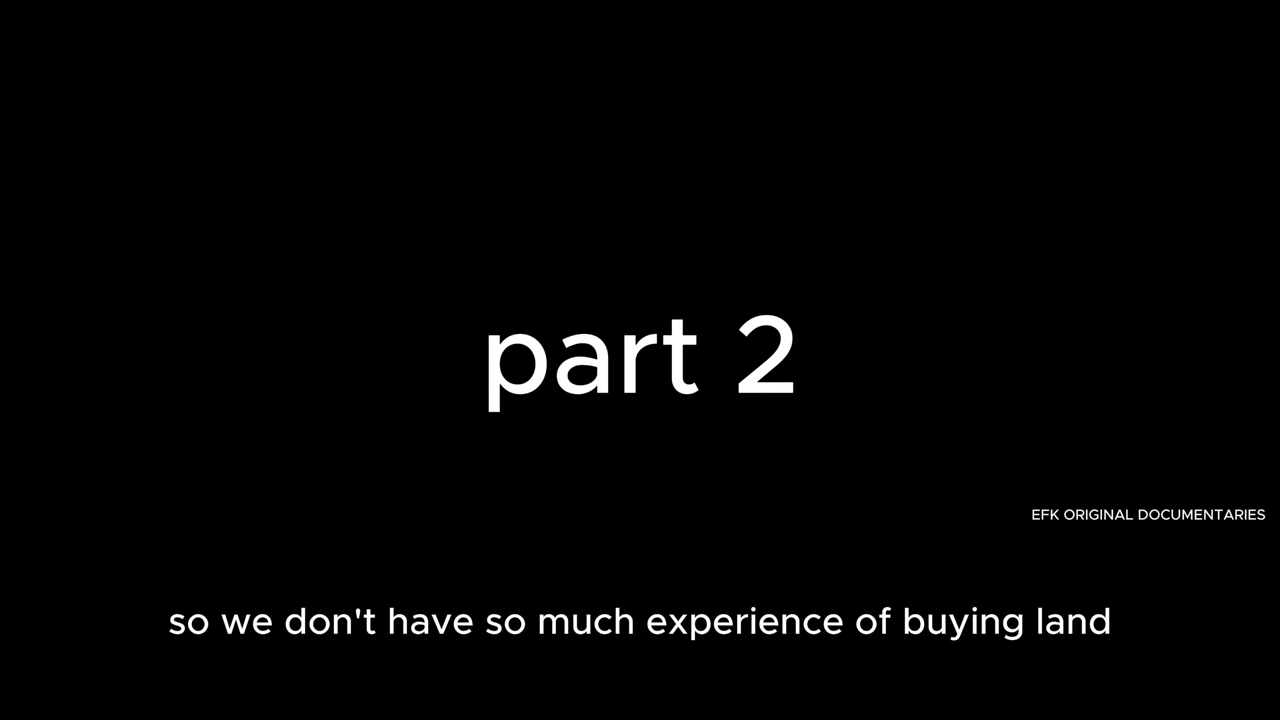 part 2
EFK ORIGINAL DOCUMENTARIES
so we don't have so much experience of buying land